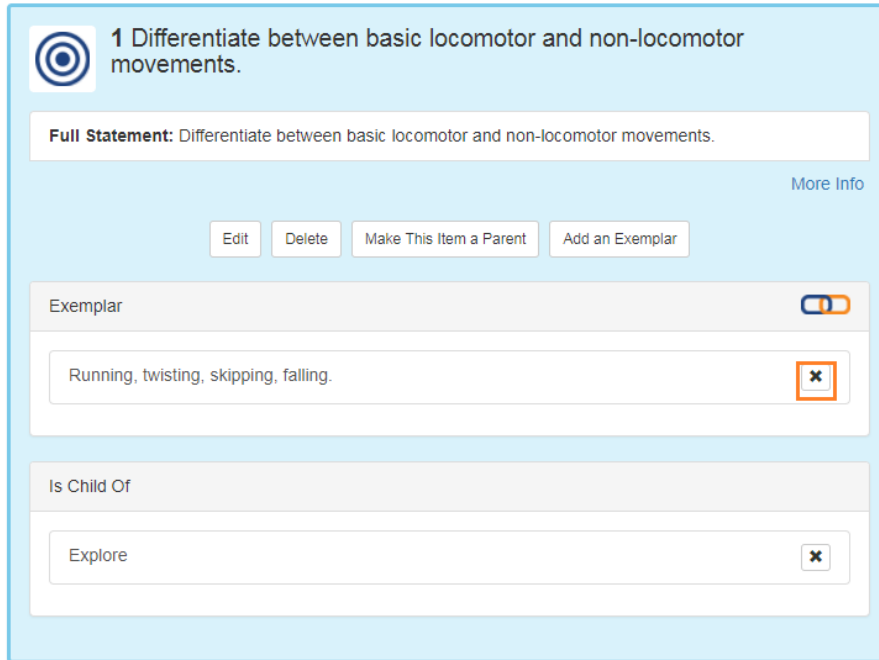 1 Differentiate between basic locomotor and non-locomotor
movements.
Full Statement: Differentiate between basic locomotor and non-locomotor movements.
More Info
Edit Delete Make This Item a Parent Add an Exemplar
Exemplar
Running, twisting, skipping, falling.
Is Child Of
Explore